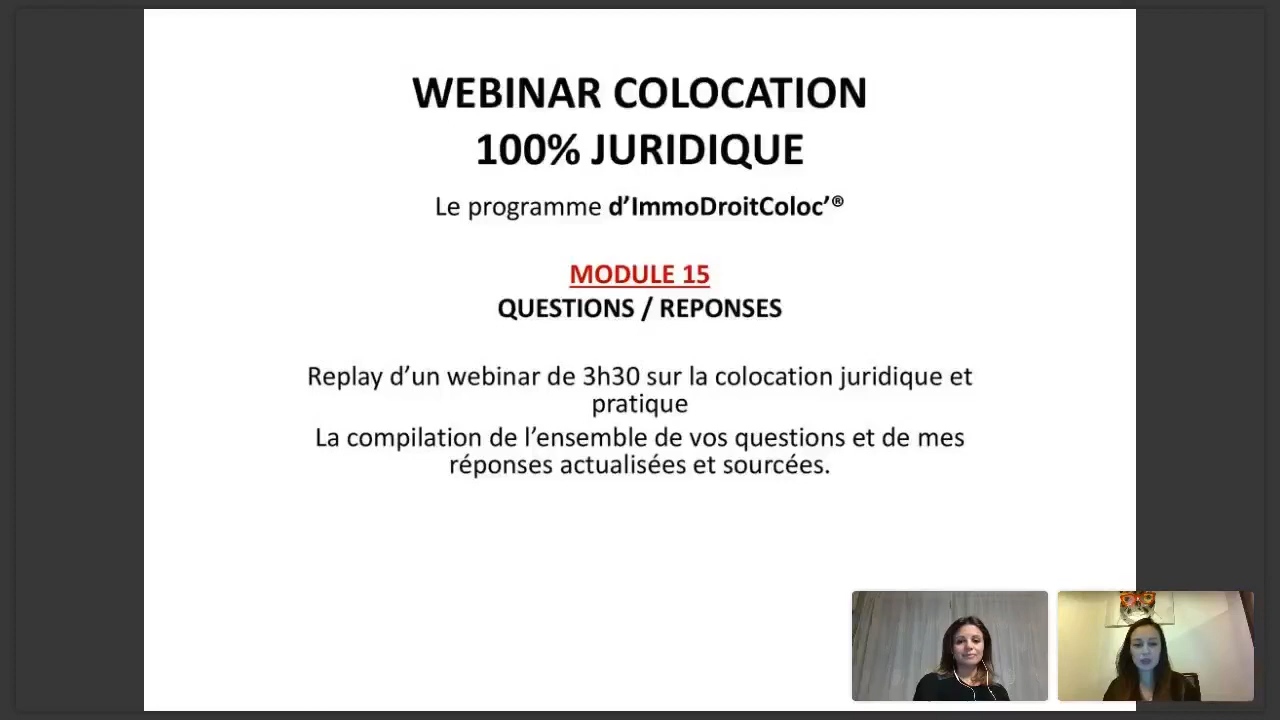 WEBINAR COLOCATION
100% JURIDIQUE
Le programme d’ImmoDroitColoc’®
MODULE 15
QUESTIONS / REPONSES
Replay d’un webinar de 3h30 sur la colocation juridique et
pratique
La compilation de l’ensemble de vos questions et de mes
réponses actualisées et sourcées.